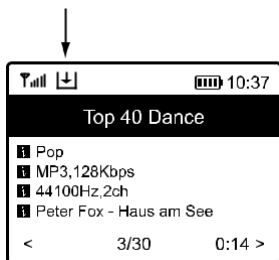 10:37
Top 40 Dance
i Pop
i MP3,128Kbps
i 44100Hz,2ch
i Peter Fox - Haus am See
< 3/30 0:14 >